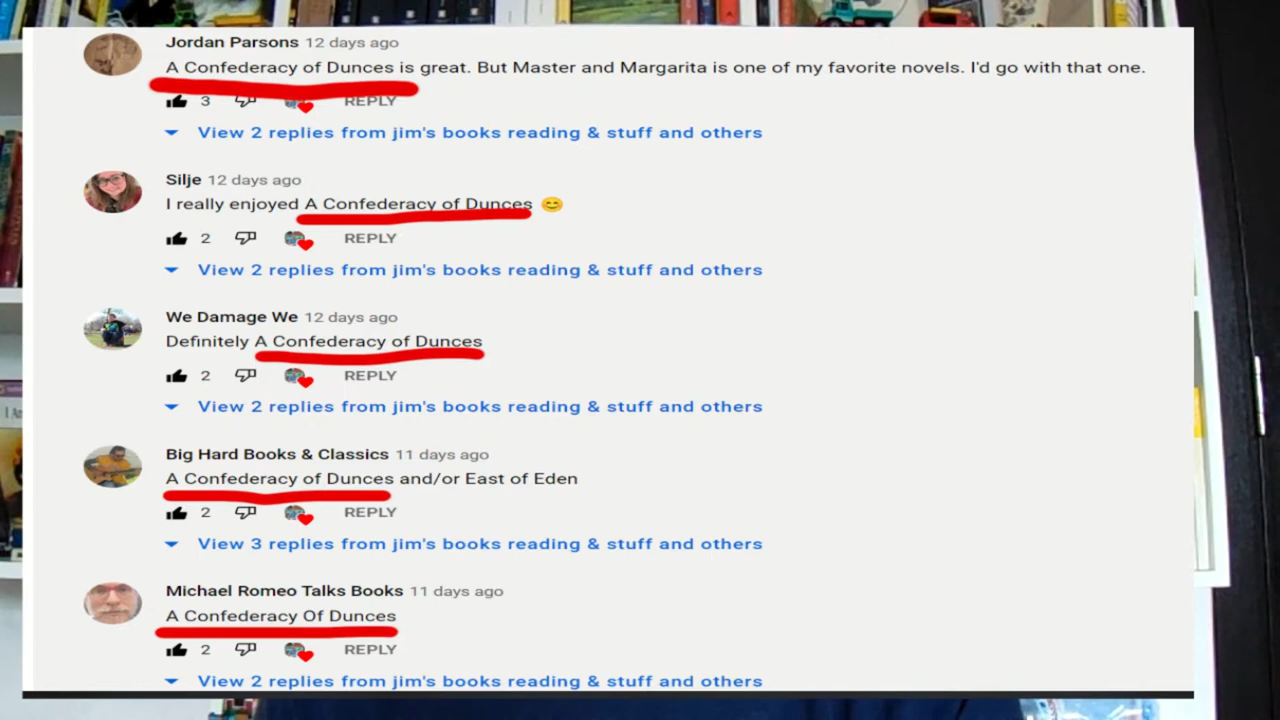 Jordan Parsons 12 days ago
A Confederacy of Dunces is great. But Master and Margarita is one of my favorite novels. I'd go with that one.
3 REPLY
View 2 replies from jim's books reading & stuff and others
Silje 12 days ago
I really enjoyed A Confederacy of Dunces 😊
2 REPLY
View 2 replies from jim's books reading & stuff and others
We Damage We 12 days ago
Definitely A Confederacy of Dunces
2 REPLY
View 2 replies from jim's books reading & stuff and others
Big Hard Books & Classics 11 days ago
A Confederacy of Dunces and/or East of Eden
2 REPLY
View 3 replies from jim's books reading & stuff and others
Michael Romeo Talks Books 11 days ago
A Confederacy Of Dunces
2 REPLY
View 2 replies from jim's books reading & stuff and others